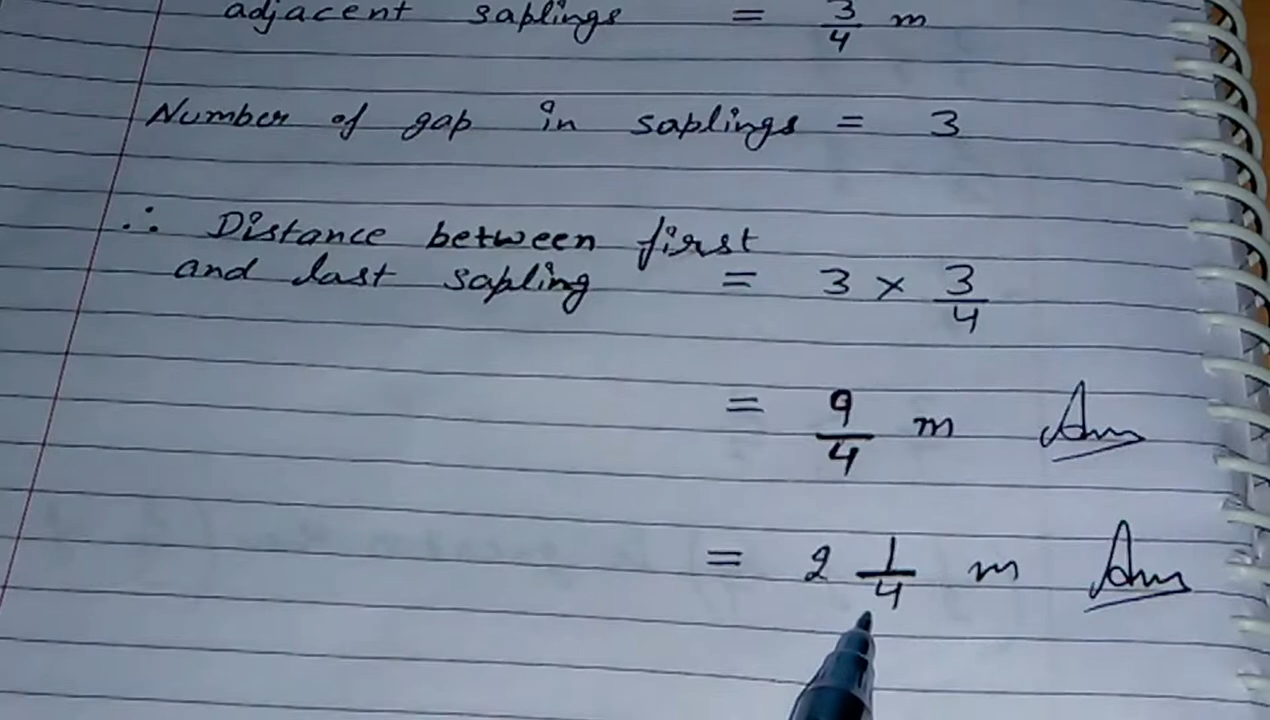 adjacent saplings = 3/4 m
Number of gap in saplings = 3
∴ Distance between first
and last sapling = 3 × 3/4
= 9/4 m Ans
= 2 1/4 m Ans